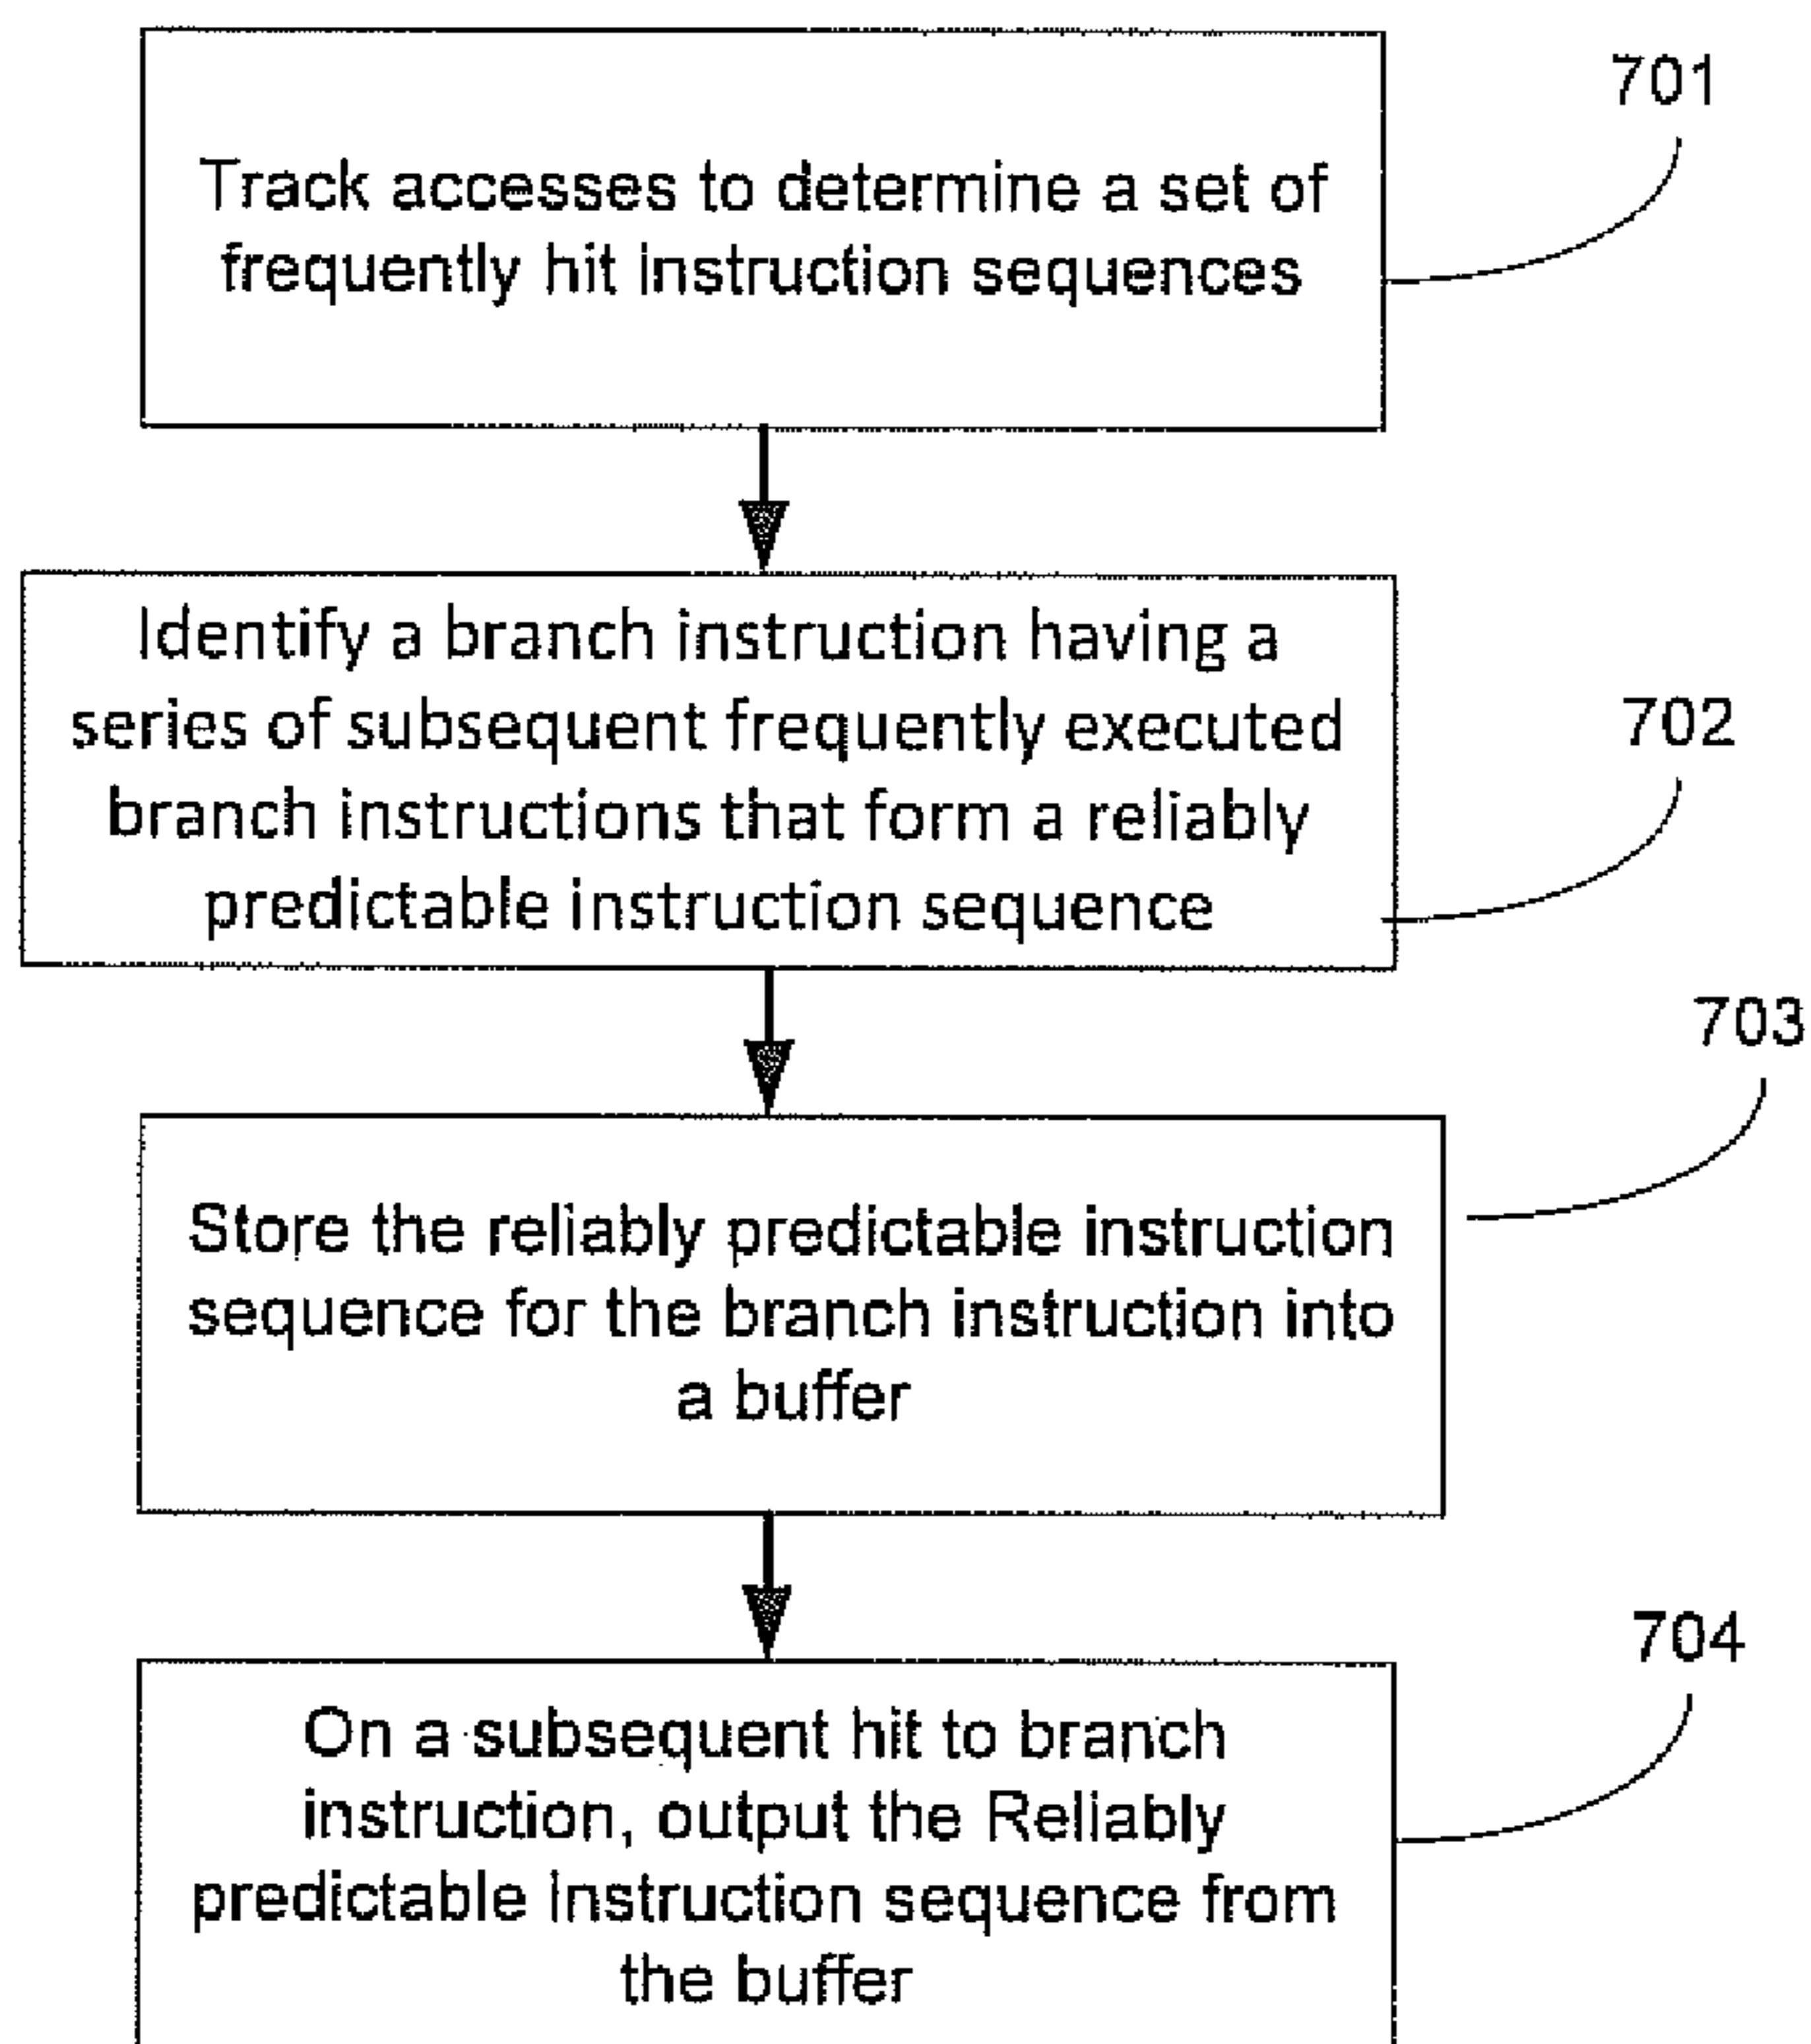 701
Track accesses to determine a set of
frequently hit instruction sequences
Identify a branch instruction having a
series of subsequent frequently executed
branch instructions that form a reliably
predictable instruction sequence
702
703
Store the reliably predictable instruction
sequence for the branch instruction into
a buffer
704
On a subsequent hit to branch
instruction, output the Reliably
predictable Instruction sequence from
the buffer